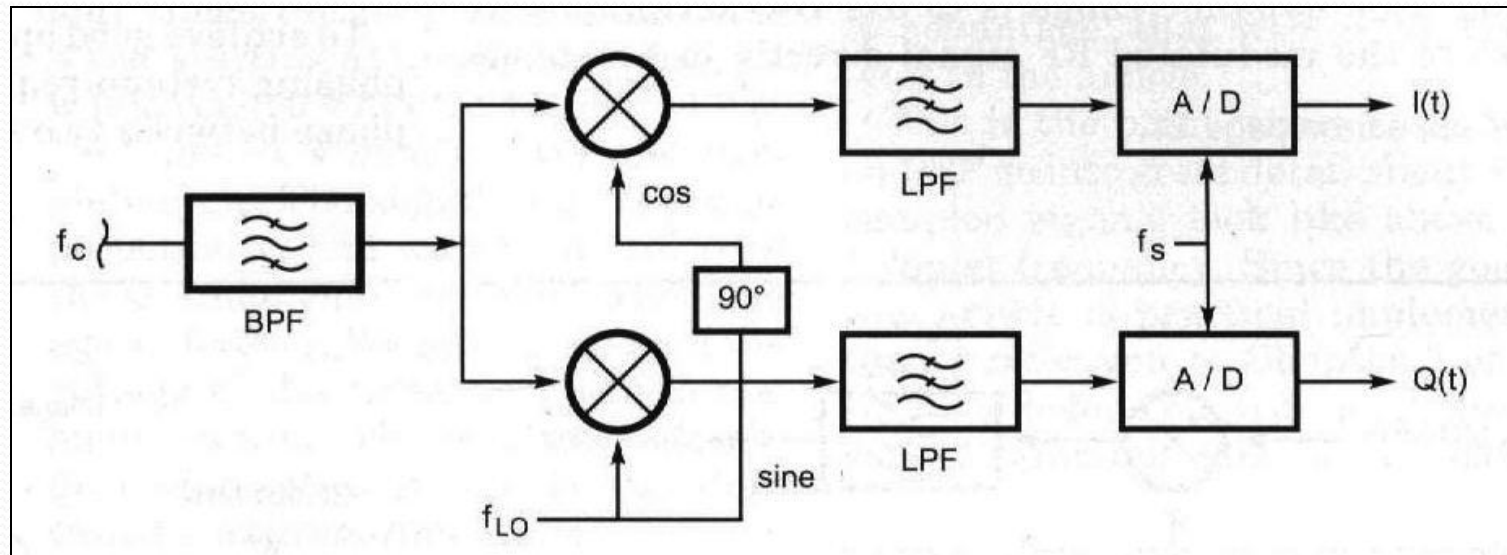 A / D
I(t)
LPF
cos
f_C
f_S
90°
BPF
A / D
Q(t)
LPF
sine
f_LO